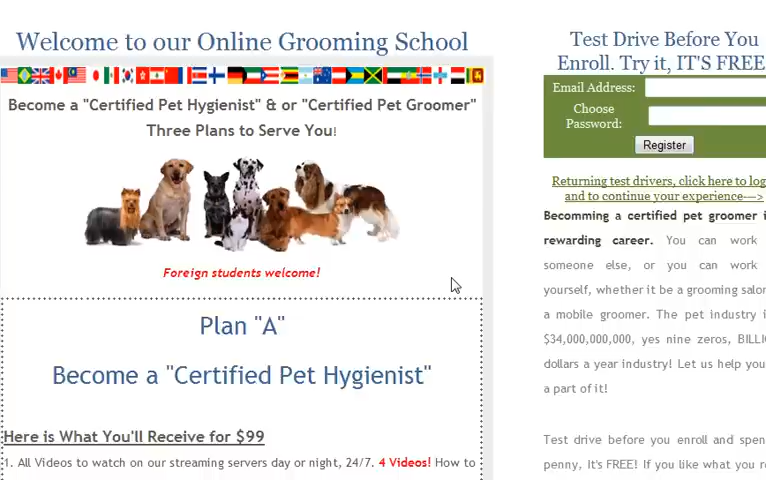 Welcome to our Online Grooming School
Become a "Certified Pet Hygienist" & or "Certified Pet Groomer"
Three Plans to Serve You!
Foreign students welcome!
Plan "A"
Become a "Certified Pet Hygienist"
Here is What You'll Receive for $99
1. All Videos to watch on our streaming servers day or night, 24/7. 4 Videos! How to
Test Drive Before You
Enroll. Try it, IT'S FREE
Email Address:
Choose
Password:
Register
Returning test drivers, click here to log
and to continue your experience--->
Becomming a certified pet groomer i
rewarding career. You can work
someone else, or you can work
yourself, whether it be a grooming salon
a mobile groomer. The pet industry i
$34,000,000,000, yes nine zeros, BILLI
dollars a year industry! Let us help you
a part of it!
Test drive before you enroll and spen
penny, It's FREE! If you like what you